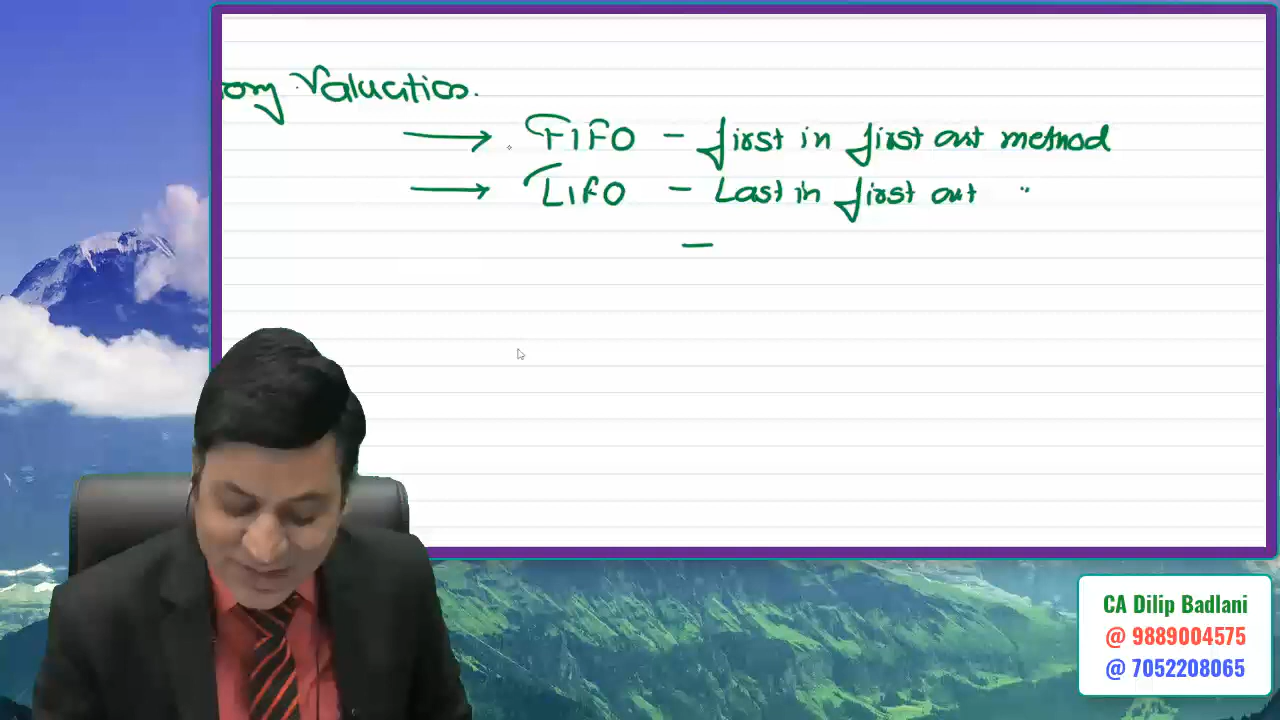 ory Valuation.
→ FIFO – first in first out method
→ LIFO – Last in first out "
–
CA Dilip Badlani
@ 9889004575
@ 7052208065